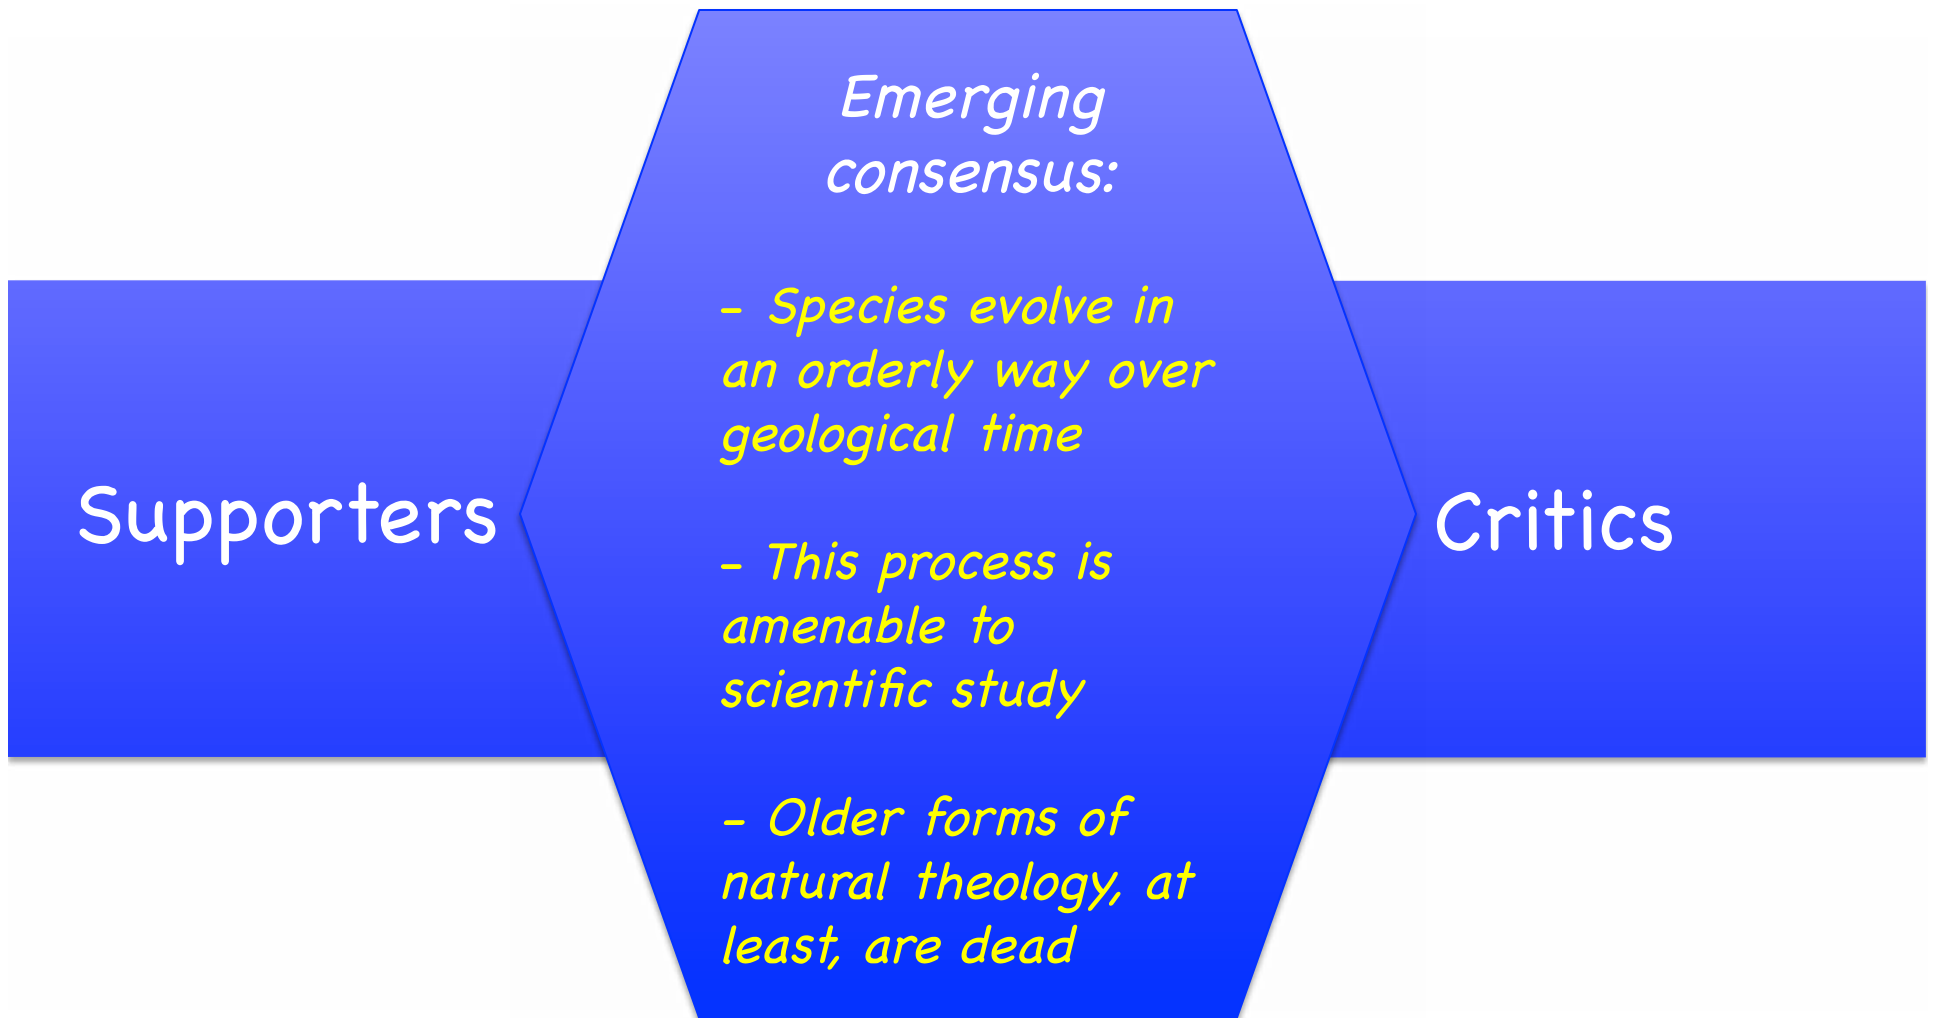 Emerging
consensus:
- Species evolve in
an orderly way over
geological time
Supporters
Critics
- This process is
amenable to
scientific study
- Older forms of
natural theology, at
least, are dead